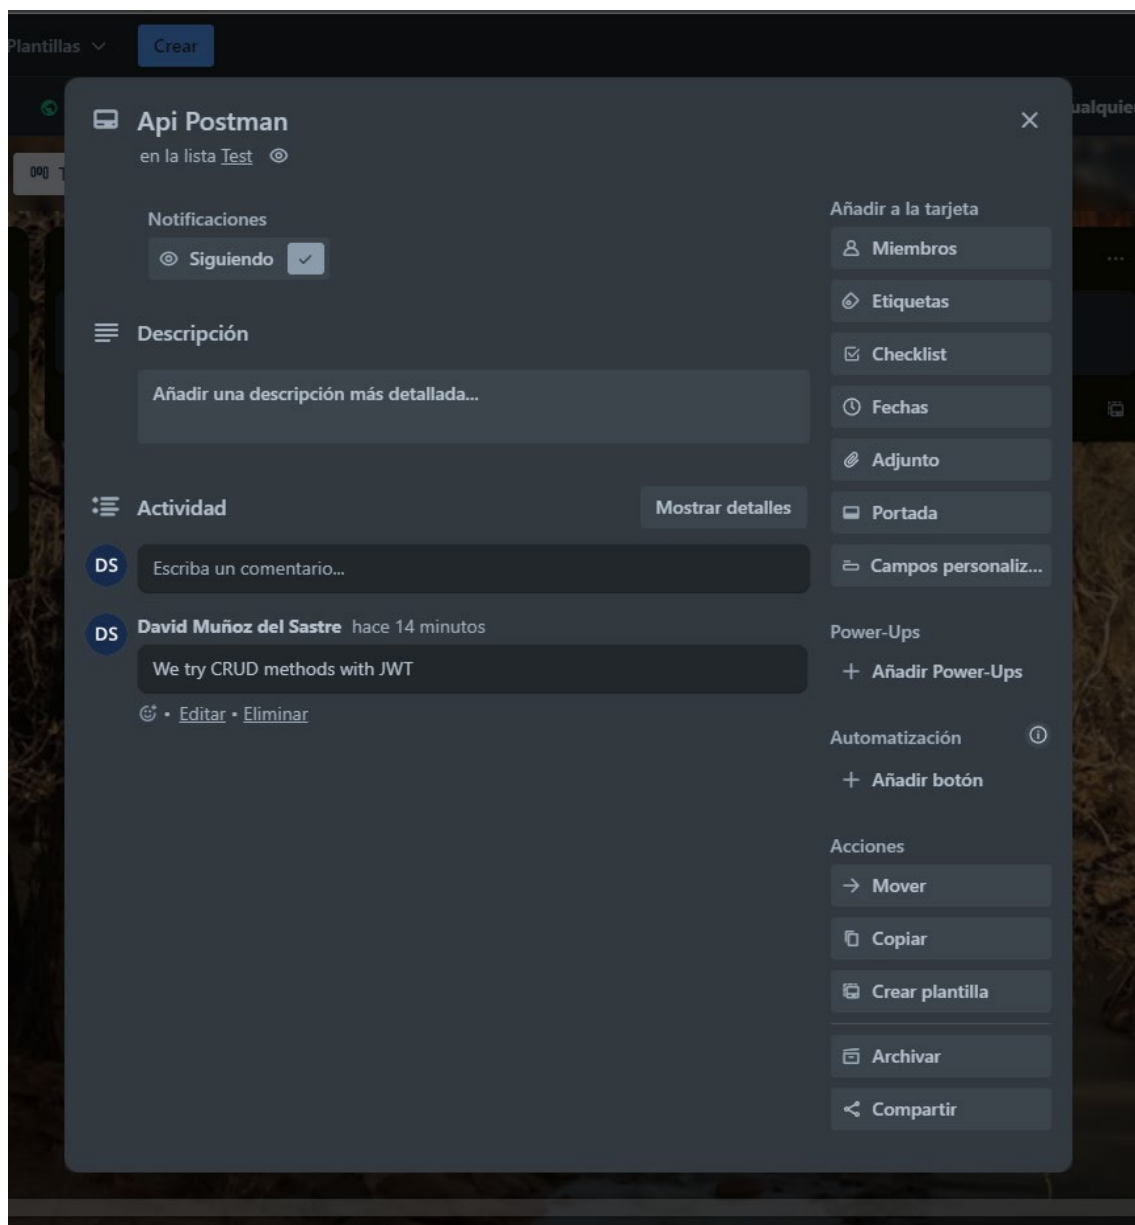 Plantillas
Crear
Api Postman
en la lista Test
Notificaciones
Siguiendo
Descripción
Añadir una descripción más detallada...
Actividad
Mostrar detalles
DS
Escriba un comentario...
DS
David Muñoz del Sastre hace 14 minutos
We try CRUD methods with JWT
• Editar • Eliminar
Añadir a la tarjeta
Miembros
Etiquetas
Checklist
Fechas
Adjunto
Portada
Campos personaliz...
Power-Ups
+ Añadir Power-Ups
Automatización
+ Añadir botón
Acciones
Mover
Copiar
Crear plantilla
Archivar
Compartir